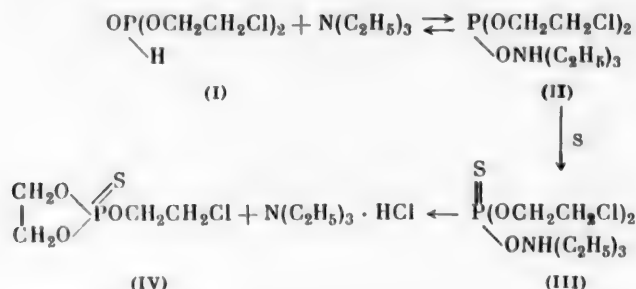 OP(OCH₂CH₂Cl)₂ + N(C₂H₅)₃ ⇌ P(OCH₂CH₂Cl)₂
H
ONH(C₂H₅)₃
(I)
(II)
S
CH₂O
S
POCH₂CH₂Cl + N(C₂H₅)₃ · HCl ← P(OCH₂CH₂Cl)₂
S
CH₂O
ONH(C₂H₅)₃
(IV)
(III)